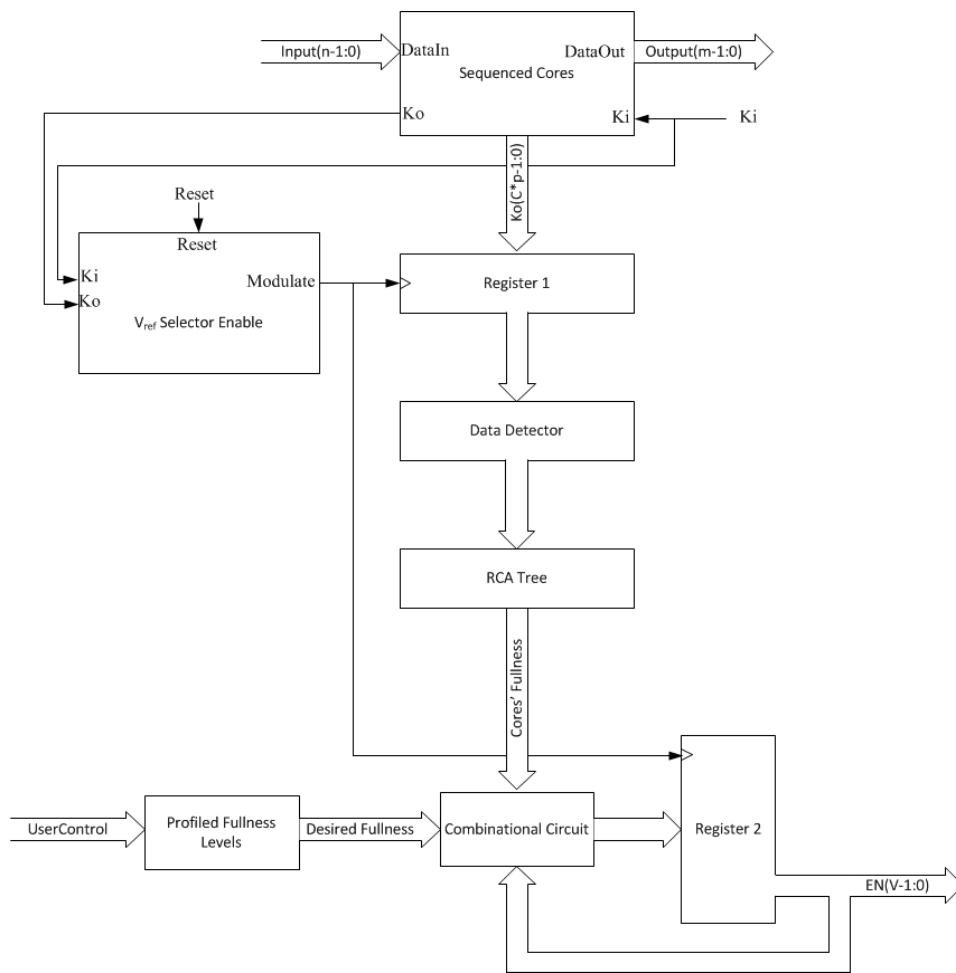 Input(n-1:0)
DataIn
DataOut
Output(m-1:0)
Sequenced Cores
Ko
Ki
Ki
Ko(C*p-1:0)
Reset
Reset
Ki
Modulate
Ko
Vref Selector Enable
Register 1
Data Detector
RCA Tree
Cores' Fullness
UserControl
Profiled Fullness
Levels
Desired Fullness
Combinational Circuit
Register 2
EN(V-1:0)